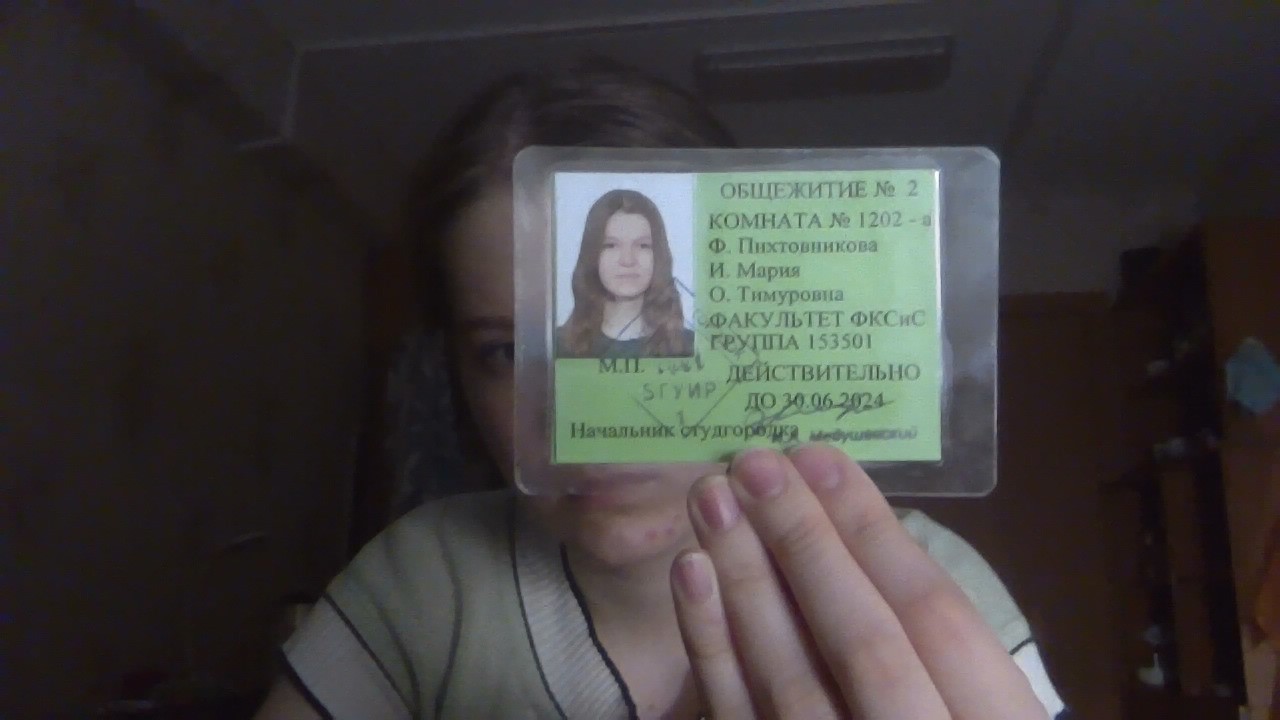 ОБЩЕЖИТИЕ № 2
КОМНАТА № 1202 - а
Ф. Пихтовникова
И. Мария
О. Тимуровна
ФАКУЛЬТЕТ ФКСиС
ГРУППА 153501
М.П.
ДЕЙСТВИТЕЛЬНО
БГУИР
ДО 30.06.2024
1
Начальник студгородка